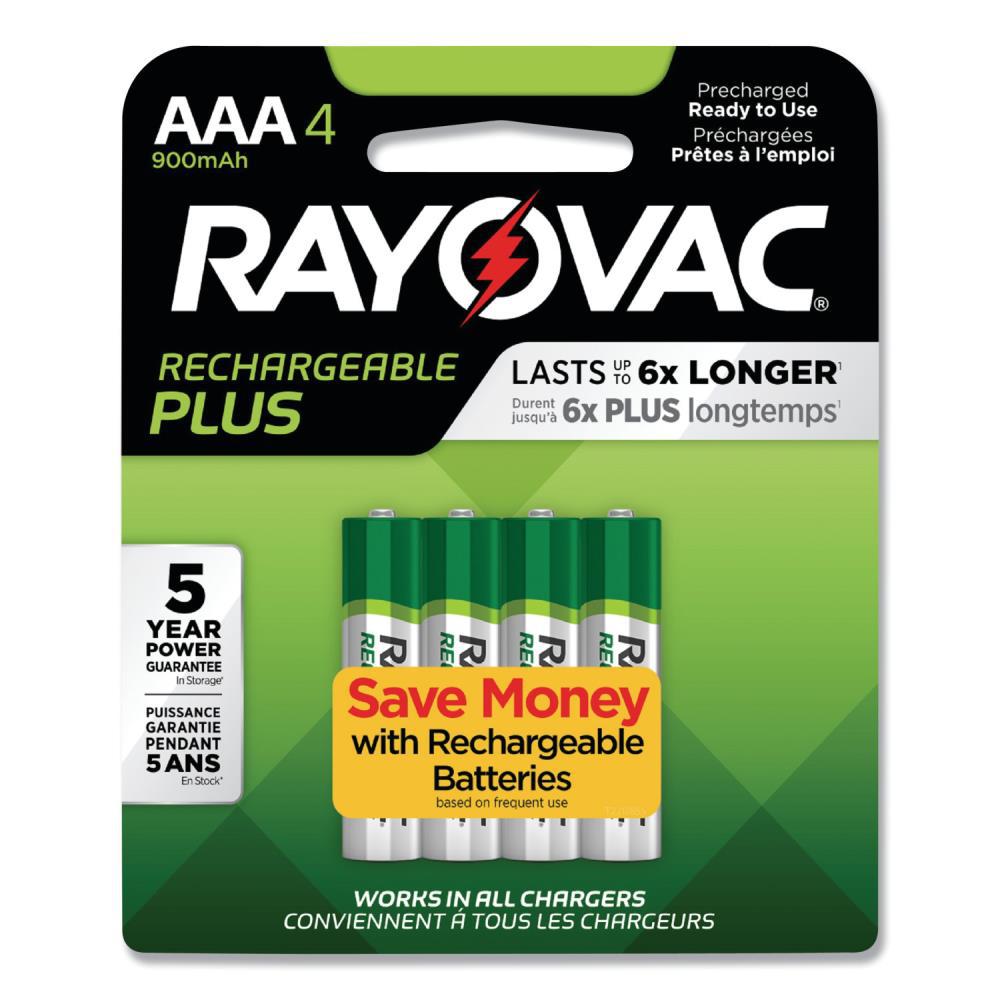 AAA 4
900mAh
Precharged
Ready to Use
Préchargées
Prêtes à l'emploi
RAYOVAC®
RECHARGEABLE
PLUS
LASTS UP TO 6x LONGER¹
Durent jusqu'à 6x PLUS longtemps¹
5
YEAR
POWER
GUARANTEE
In Storage*
PUISSANCE
GARANTIE
PENDANT
5 ANS
En Stock*
Save Money
with Rechargeable
Batteries
based on frequent use
WORKS IN ALL CHARGERS
CONVIENNENT Á TOUS LES CHARGEURS